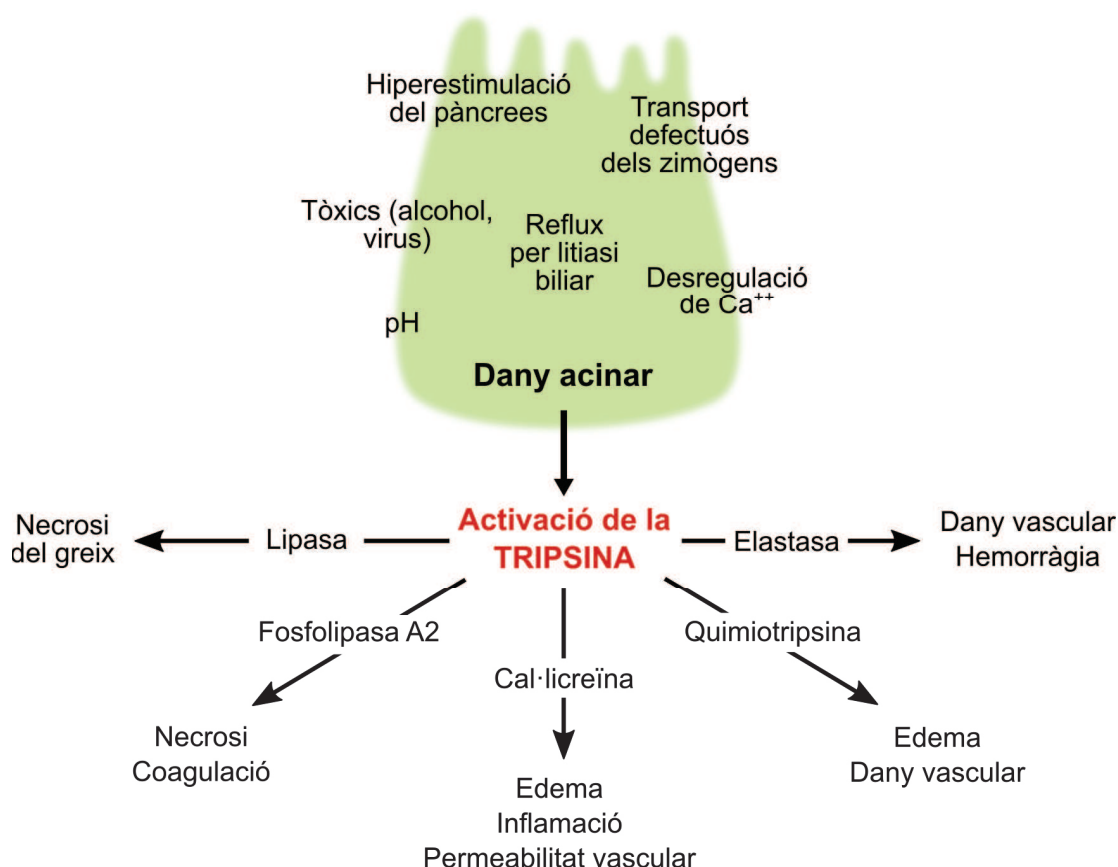 Hiperestimulació
del pàncrees
Transport
defectuós
dels zimògens
Tòxics (alcohol,
virus)
Reflux
per litiasi
biliar
Desregulació
de Ca⁺⁺
pH
Dany acinar
Activació de la
TRIPSINA
Necrosi
del greix
Lipasa
Elastasa
Dany vascular
Hemorràgia
Fosfolipasa A2
Quimiotripsina
Cal·licreïna
Necrosi
Coagulació
Edema
Dany vascular
Edema
Inflamació
Permeabilitat vascular